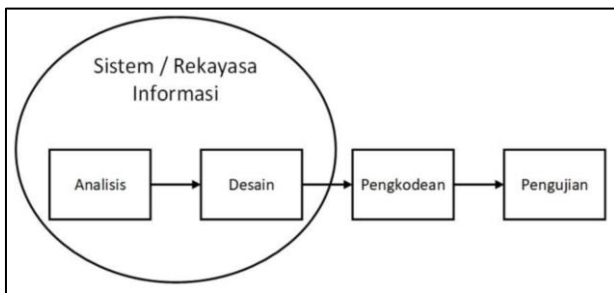 Sistem / Rekayasa
Informasi
Analisis
Desain
Pengkodean
Pengujian